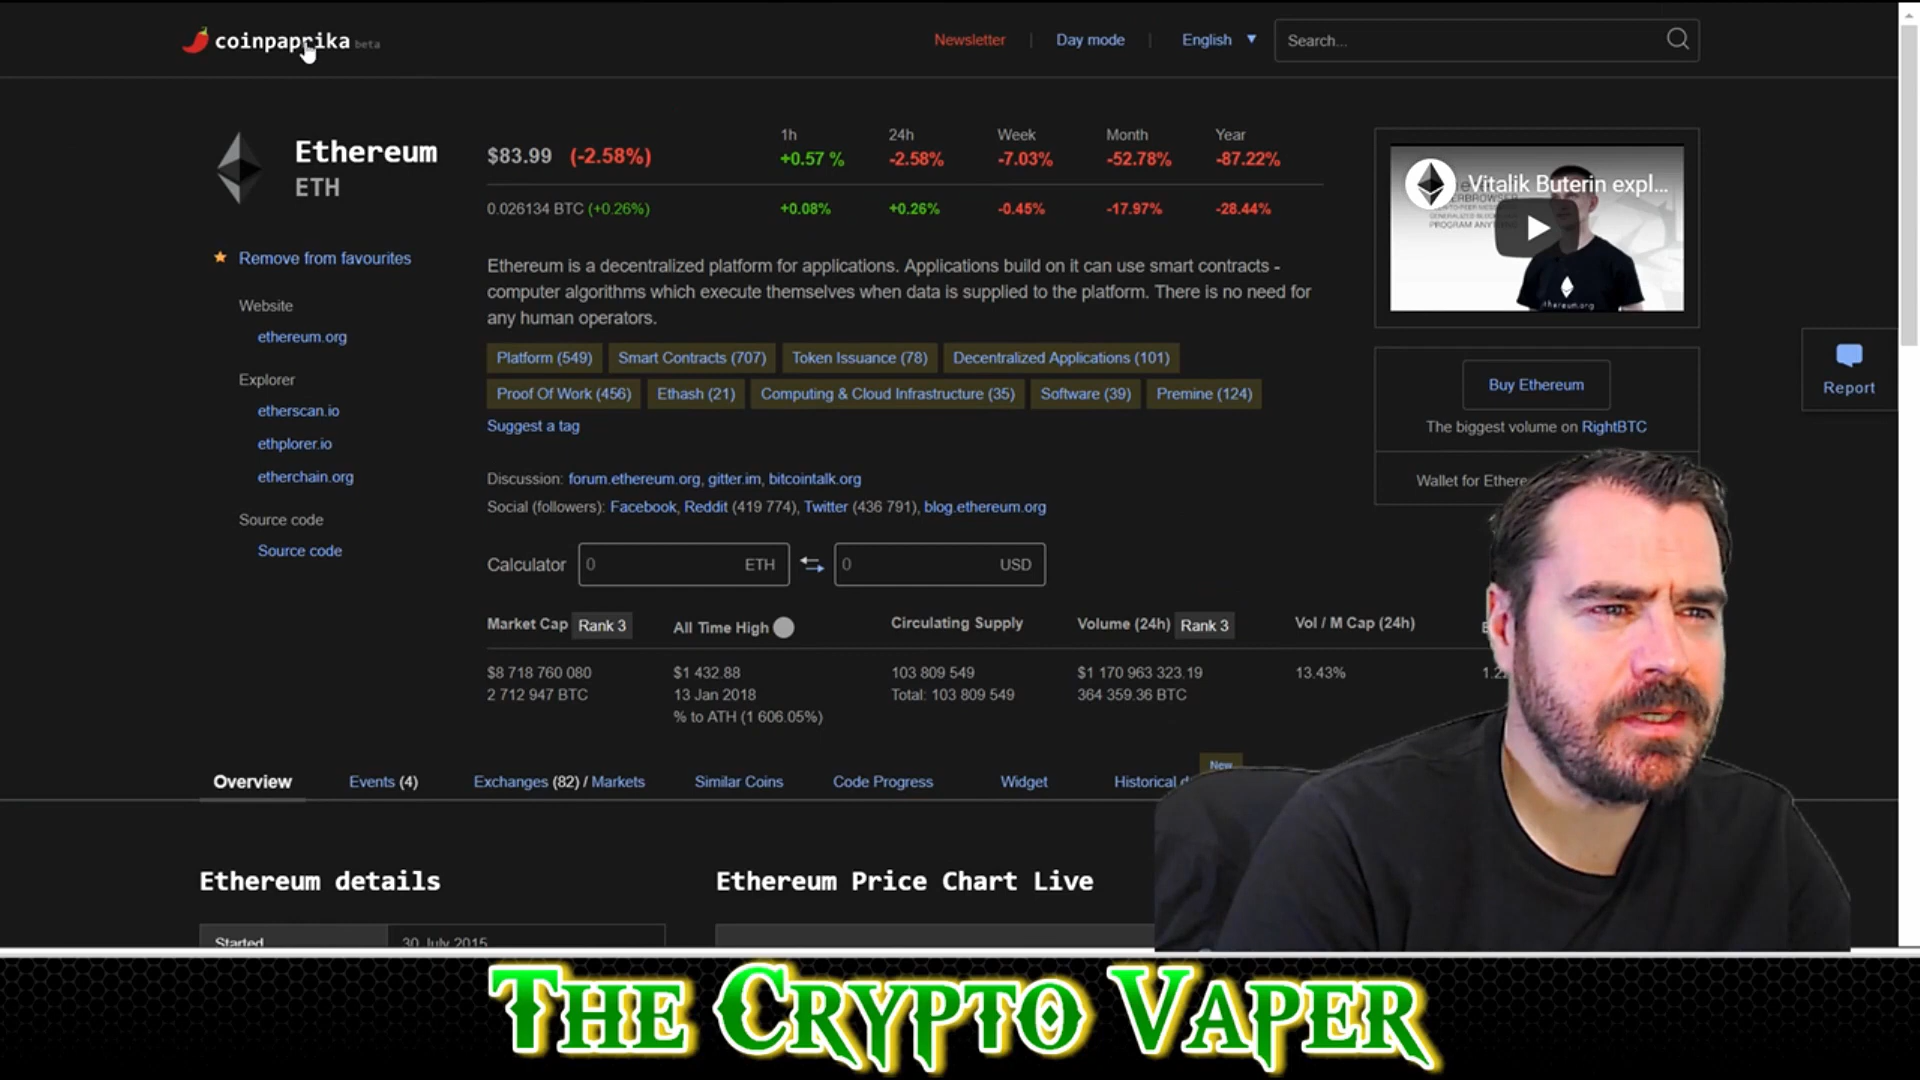 coinpaprika beta
Newsletter Day mode English Search...
Ethereum
ETH
$83.99 (-2.58%)
1h 24h Week Month Year
+0.57 % -2.58% -7.03% -52.78% -87.22%
0.026134 BTC (+0.26%) +0.08% +0.26% -0.45% -17.97% -28.44%
Vitalik Buterin expl...
PROGRAM ANYTHING
ethereum.org
Remove from favourites
Website
ethereum.org
Explorer
etherscan.io
ethplorer.io
etherchain.org
Source code
Source code
Ethereum is a decentralized platform for applications. Applications build on it can use smart contracts -
computer algorithms which execute themselves when data is supplied to the platform. There is no need for
any human operators.
Platform (549) Smart Contracts (707) Token Issuance (78) Decentralized Applications (101)
Proof Of Work (456) Ethash (21) Computing & Cloud Infrastructure (35) Software (39) Premine (124)
Suggest a tag
Discussion: forum.ethereum.org, gitter.im, bitcointalk.org
Social (followers): Facebook, Reddit (419 774), Twitter (436 791), blog.ethereum.org
Buy Ethereum
The biggest volume on RightBTC
Wallet for Ethere
Report
Calculator 0 ETH 0 USD
Market Cap Rank 3 All Time High Circulating Supply Volume (24h) Rank 3 Vol / M Cap (24h)
$8 718 760 080 $1 432.88 103 809 549 $1 170 963 323.19 13.43%
2 712 947 BTC 13 Jan 2018 Total: 103 809 549 364 359.36 BTC
% to ATH (1 606.05%)
New
Overview Events (4) Exchanges (82) / Markets Similar Coins Code Progress Widget Historical d
Ethereum details Ethereum Price Chart Live
Started 30 July 2015
The Crypto Vaper